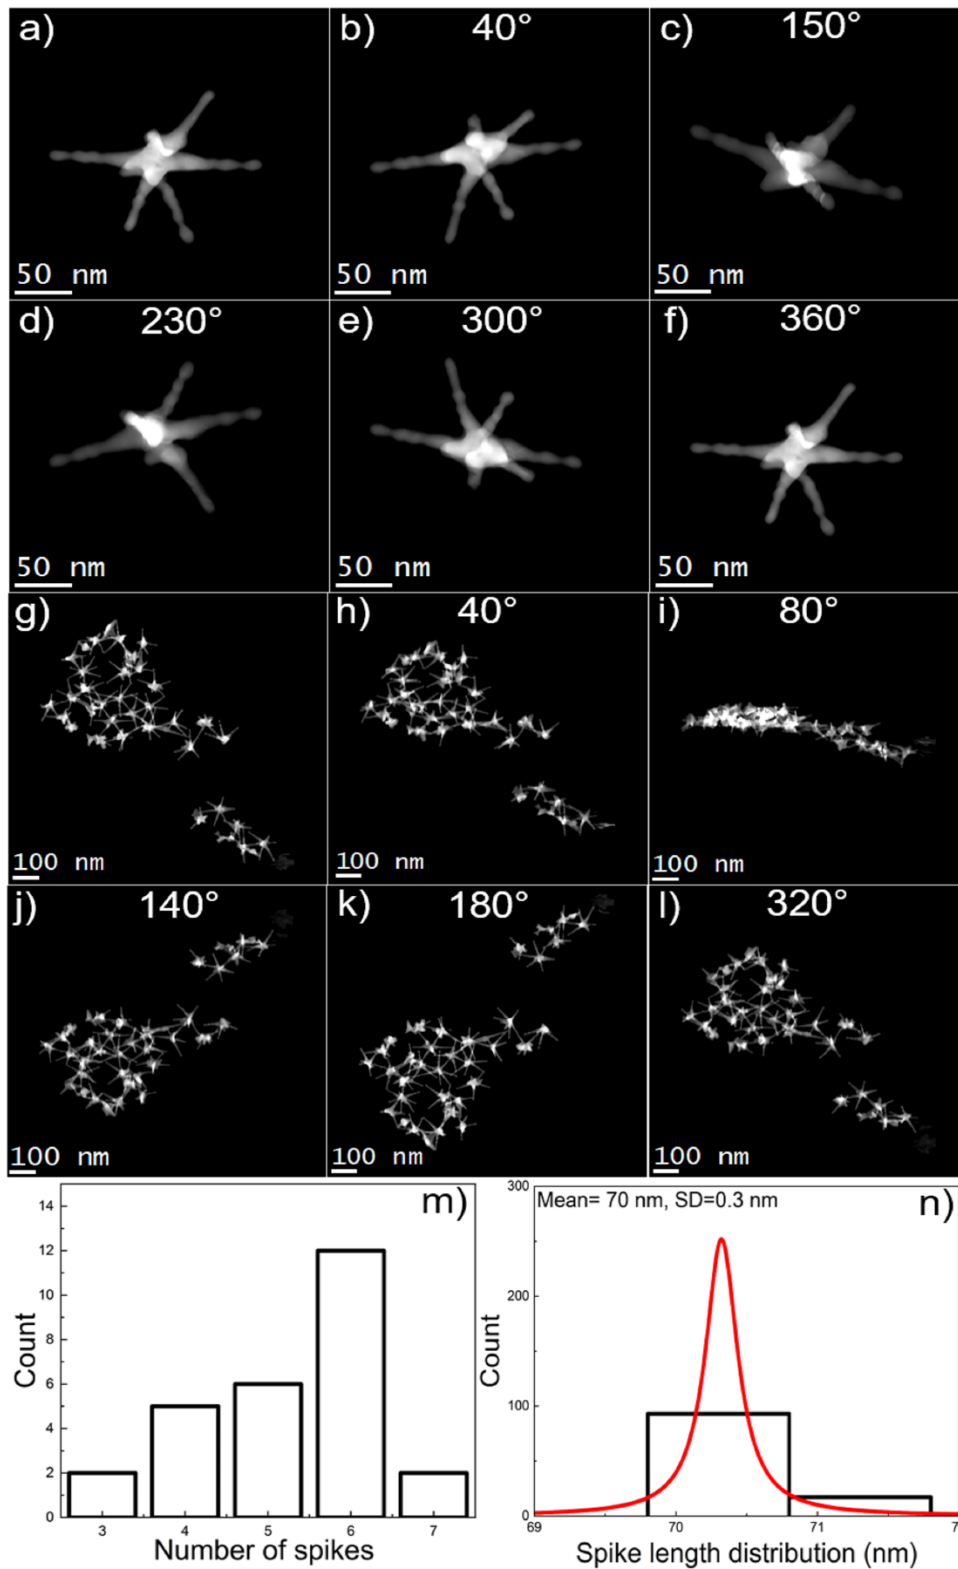 a)
b) 40°
c) 150°
50 nm
50 nm
50 nm
d) 230°
e) 300°
f) 360°
50 nm
50 nm
50 nm
g)
h) 40°
i) 80°
100 nm
100 nm
100 nm
j) 140°
k) 180°
l) 320°
100 nm
100 nm
100 nm
m)
14
12
10
8
6
4
2
0
Count
3 4 5 6 7
Number of spikes
n)
Mean= 70 nm, SD=0.3 nm
300
250
200
150
100
50
0
Count
69 70 71
Spike length distribution (nm)